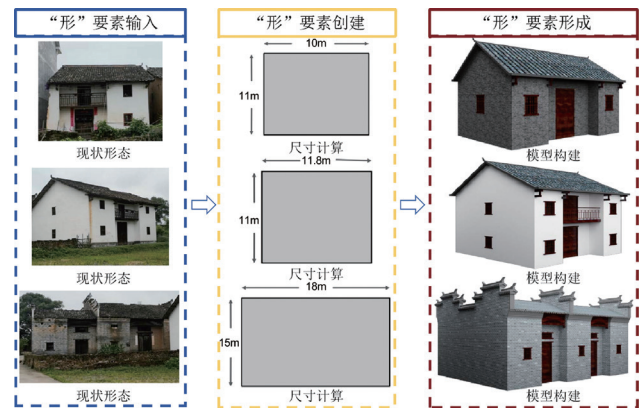 “形”要素输入
“形”要素创建
“形”要素形成
现状形态
10m
11m
尺寸计算
模型构建
现状形态
11.8m
11m
尺寸计算
模型构建
现状形态
18m
15m
尺寸计算
模型构建